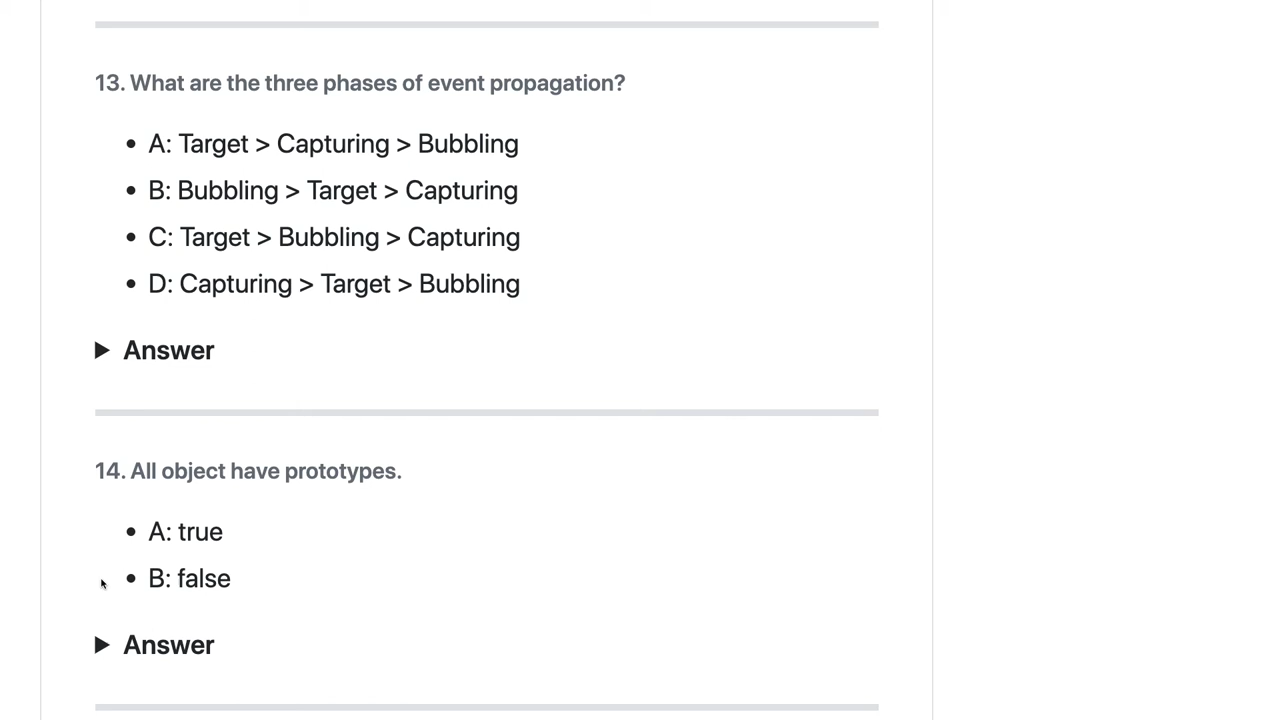 13. What are the three phases of event propagation?
• A: Target > Capturing > Bubbling
• B: Bubbling > Target > Capturing
• C: Target > Bubbling > Capturing
• D: Capturing > Target > Bubbling
▶ Answer
14. All object have prototypes.
• A: true
• B: false
▶ Answer